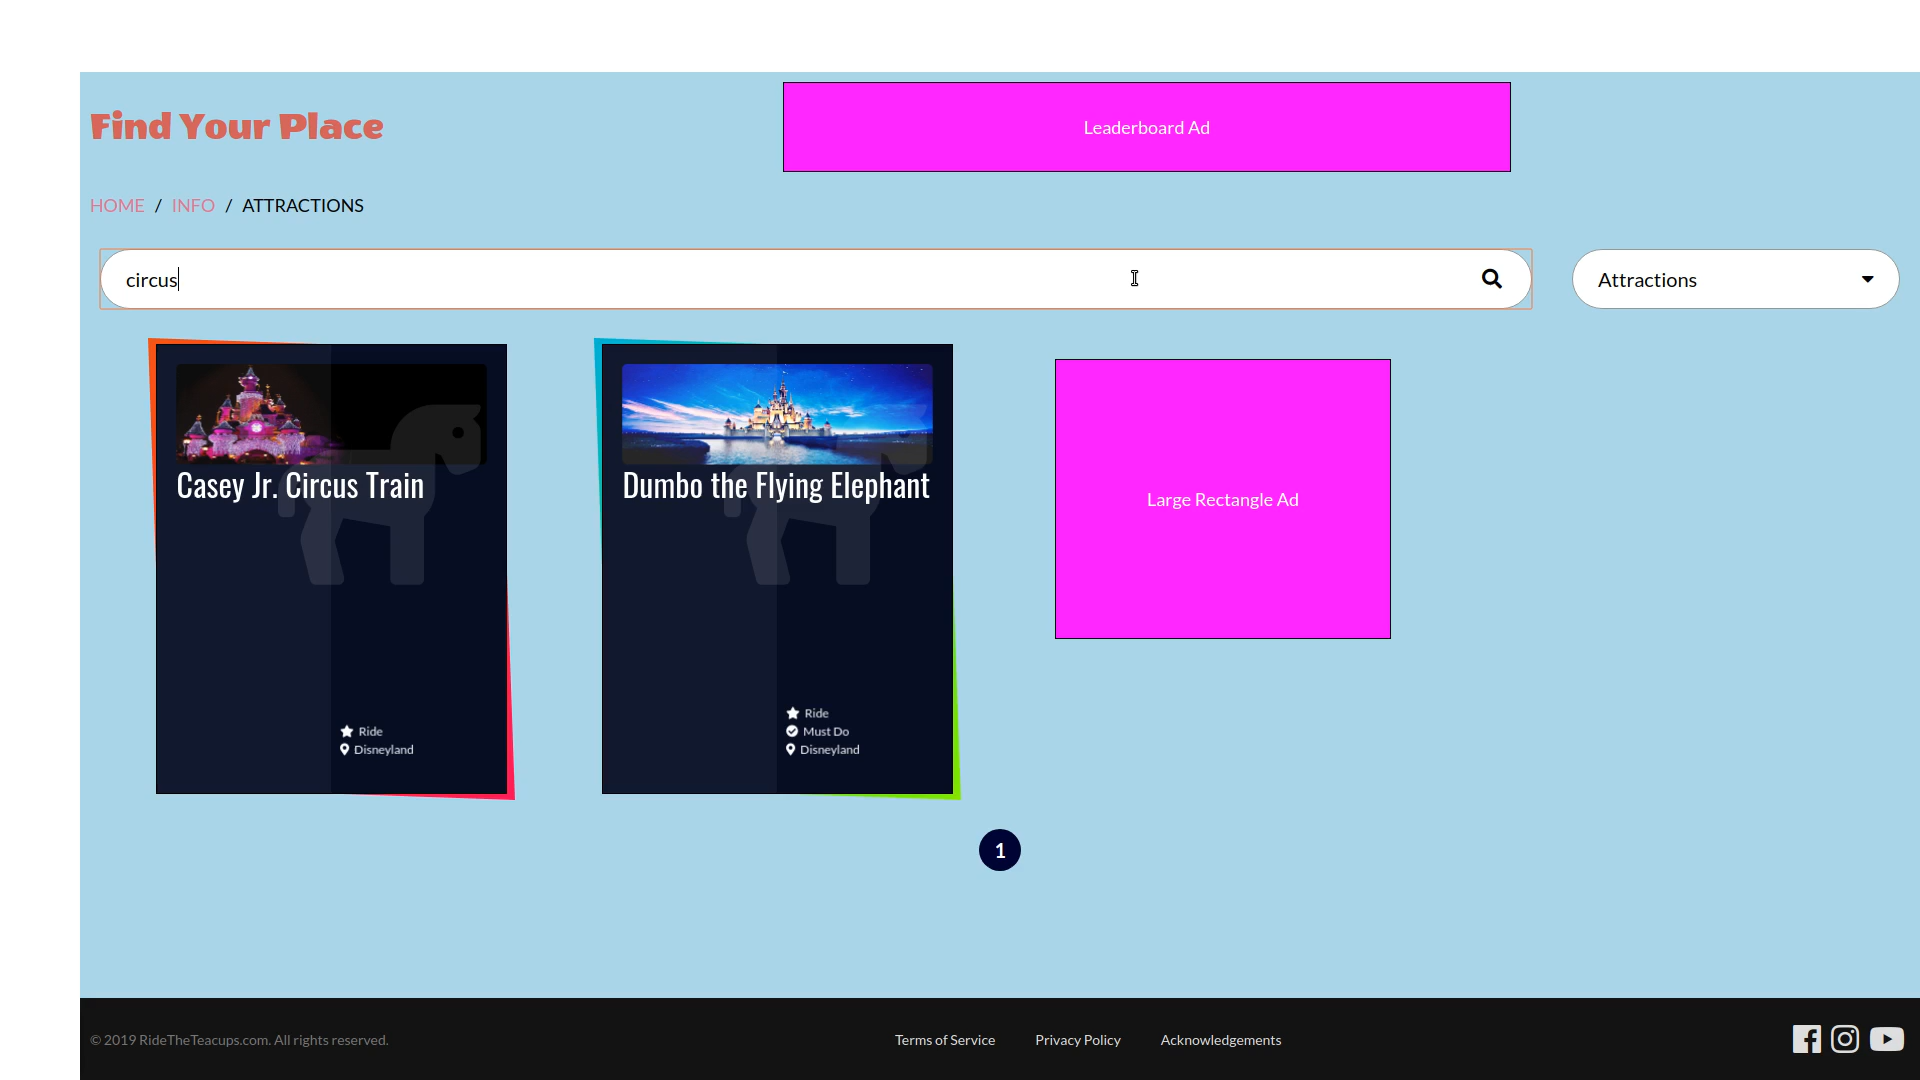 Find Your Place
Leaderboard Ad
HOME / INFO / ATTRACTIONS
circus
Attractions
Casey Jr. Circus Train
Ride
Disneyland
Dumbo the Flying Elephant
Ride
Must Do
Disneyland
Large Rectangle Ad
1
© 2019 RideTheTeacups.com. All rights reserved.
Terms of Service
Privacy Policy
Acknowledgements